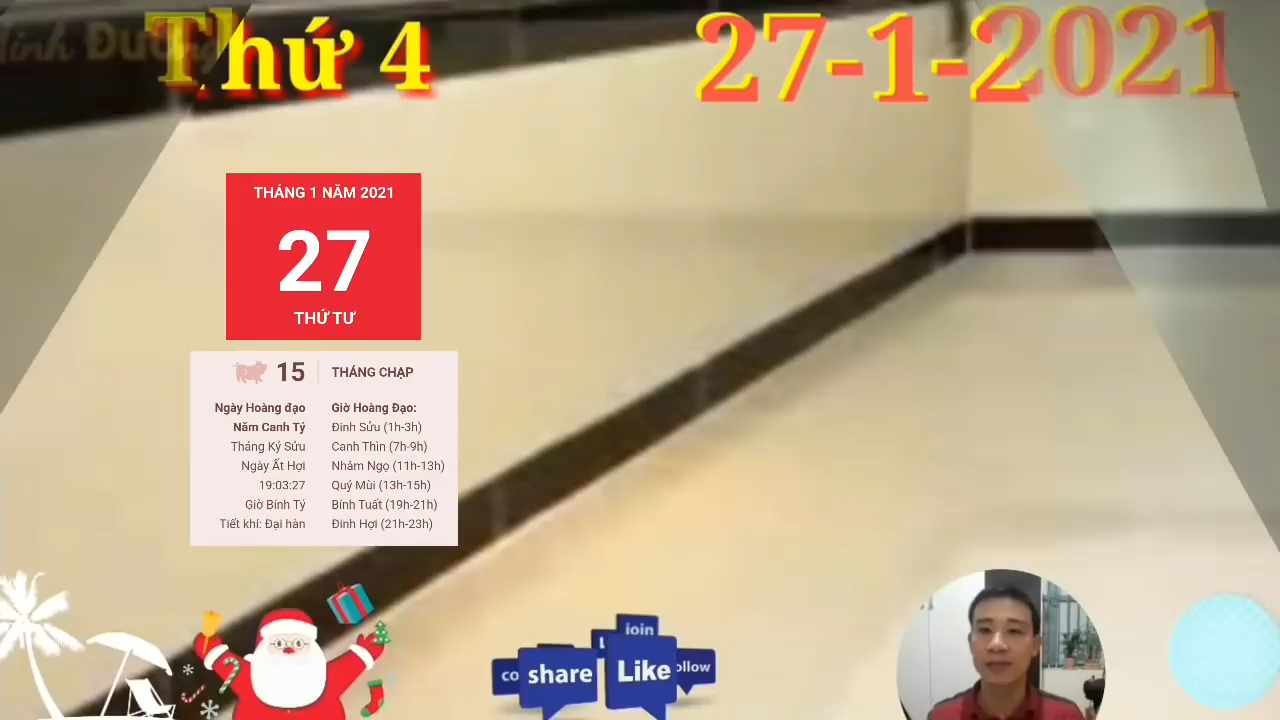 Thứ 4
27-1-2021
THÁNG 1 NĂM 2021
27
THỨ TƯ
15
THÁNG CHẠP
Ngày Hoàng đạo
Năm Canh Tý
Tháng Kỷ Sửu
Ngày Ất Hợi
19:03:27
Giờ Bính Tý
Tiết khí: Đại hàn
Giờ Hoàng Đạo:
Đinh Sửu (1h-3h)
Canh Thìn (7h-9h)
Nhâm Ngọ (11h-13h)
Quý Mùi (13h-15h)
Bính Tuất (19h-21h)
Đinh Hợi (21h-23h)
join
share
Like